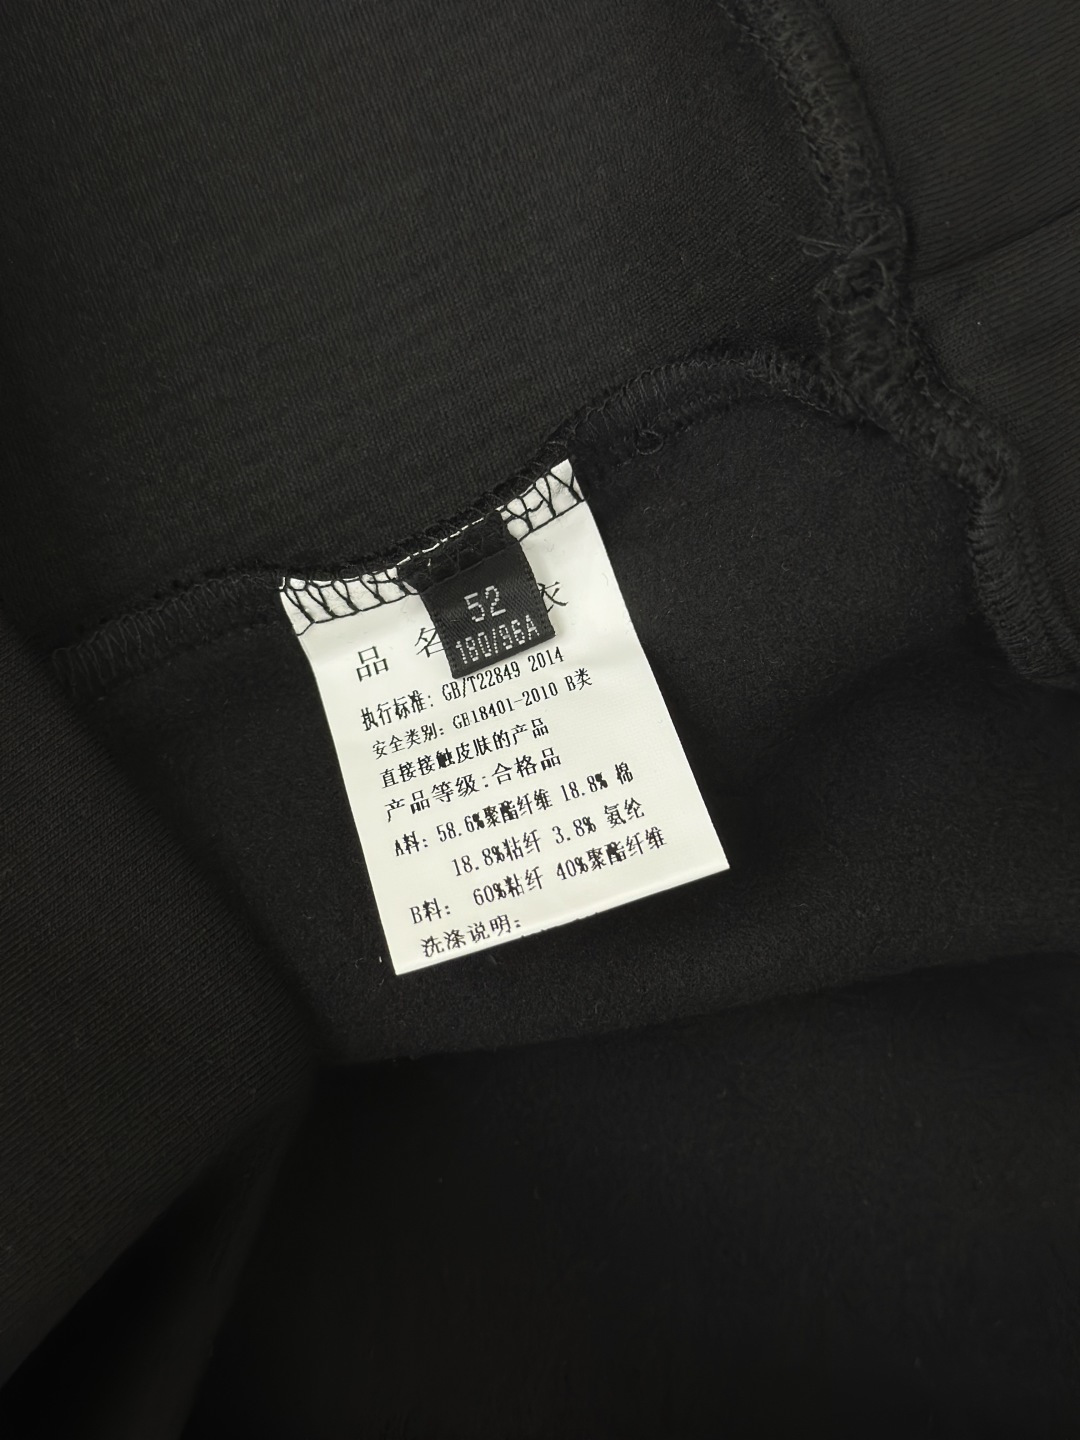 52
180/96A
品 名 衣
执行标准: GB/T22849 2014
安全类别: GB18401-2010 B类
直接接触皮肤的产品
产品等级:合格品
A料: 58.6%聚酯纤维 18.8% 棉
18.8%粘纤 3.8% 氨纶
B料: 60%粘纤 40%聚酯纤维
洗涤说明: